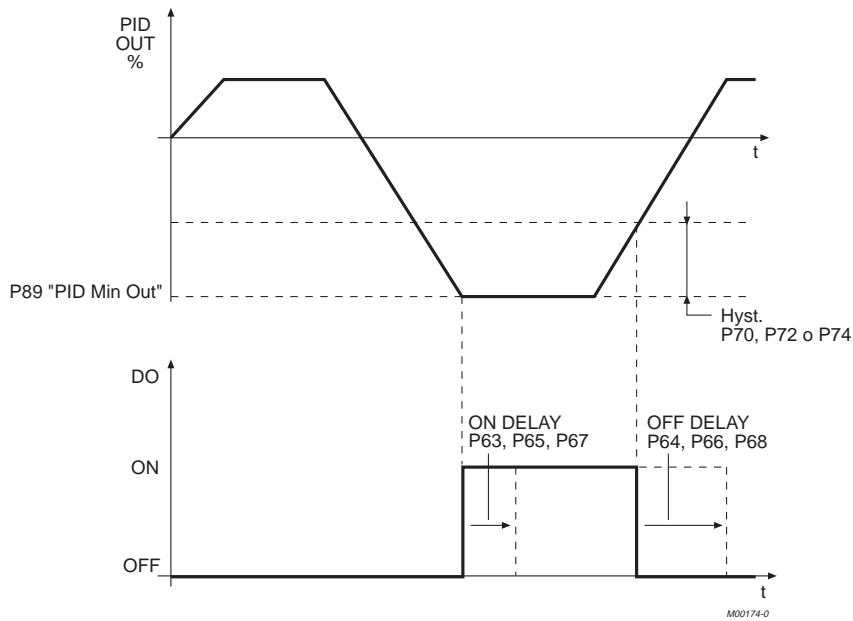 PID
OUT
%
t
P89 "PID Min Out"
Hyst.
P70, P72 o P74
DO
ON DELAY
P63, P65, P67
OFF DELAY
P64, P66, P68
ON
OFF
t
M00174-0